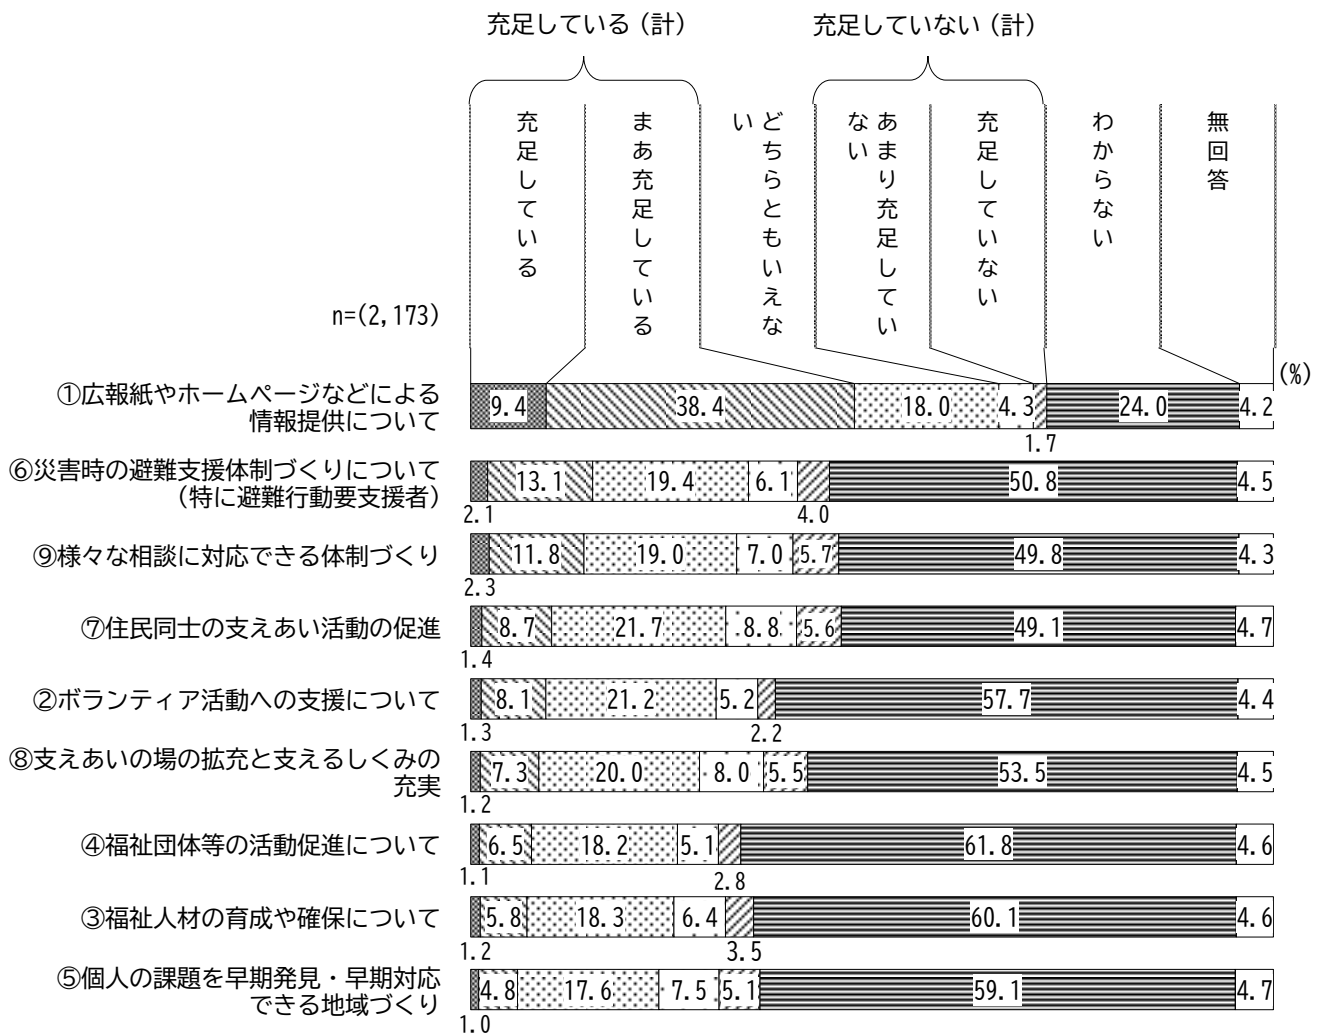 充足している（計）
充足していない（計）
充足している
まあ充足している
どちらともいえな
い
あまり充足してい
ない
充足していない
わからない
無回答
n=(2,173)
(%)
①広報紙やホームページなどによる
情報提供について
9.4 38.4 18.0 4.3 24.0 4.2
1.7
⑥災害時の避難支援体制づくりについて
（特に避難行動要支援者）
13.1 19.4 6.1 50.8 4.5
2.1 4.0
⑨様々な相談に対応できる体制づくり
11.8 19.0 7.0 5.7 49.8 4.3
2.3
⑦住民同士の支えあい活動の促進
8.7 21.7 8.8 5.6 49.1 4.7
1.4
②ボランティア活動への支援について
8.1 21.2 5.2 57.7 4.4
1.3 2.2
⑧支えあいの場の拡充と支えるしくみの
充実
7.3 20.0 8.0 5.5 53.5 4.5
1.2
④福祉団体等の活動促進について
6.5 18.2 5.1 61.8 4.6
1.1 2.8
③福祉人材の育成や確保について
5.8 18.3 6.4 60.1 4.6
1.2 3.5
⑤個人の課題を早期発見・早期対応
できる地域づくり
4.8 17.6 7.5 5.1 59.1 4.7
1.0